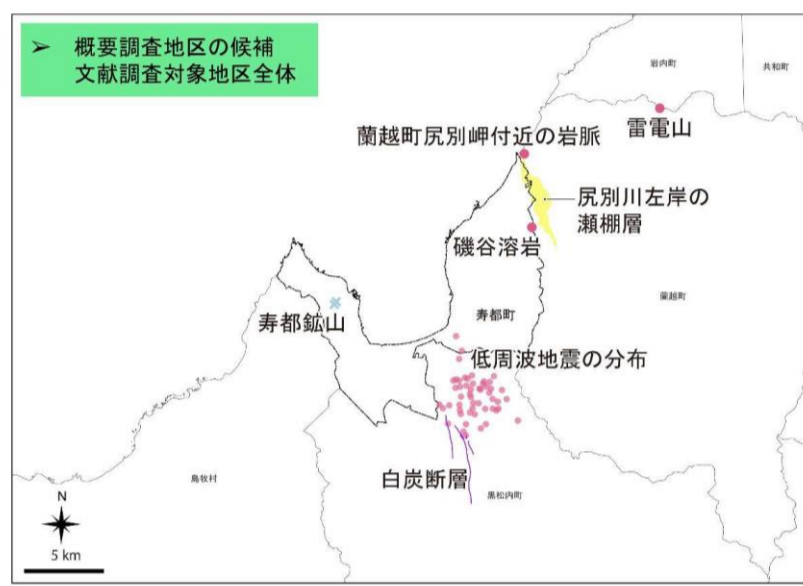 ➢ 概要調査地区の候補
文献調査対象地区全体
岩内町
共和町
雷電山
蘭越町尻別岬付近の岩脈
尻別川左岸の
瀬棚層
磯谷溶岩
蘭越町
寿都鉱山
寿都町
低周波地震の分布
白炭断層
島牧村
黒松内町
N
5 km